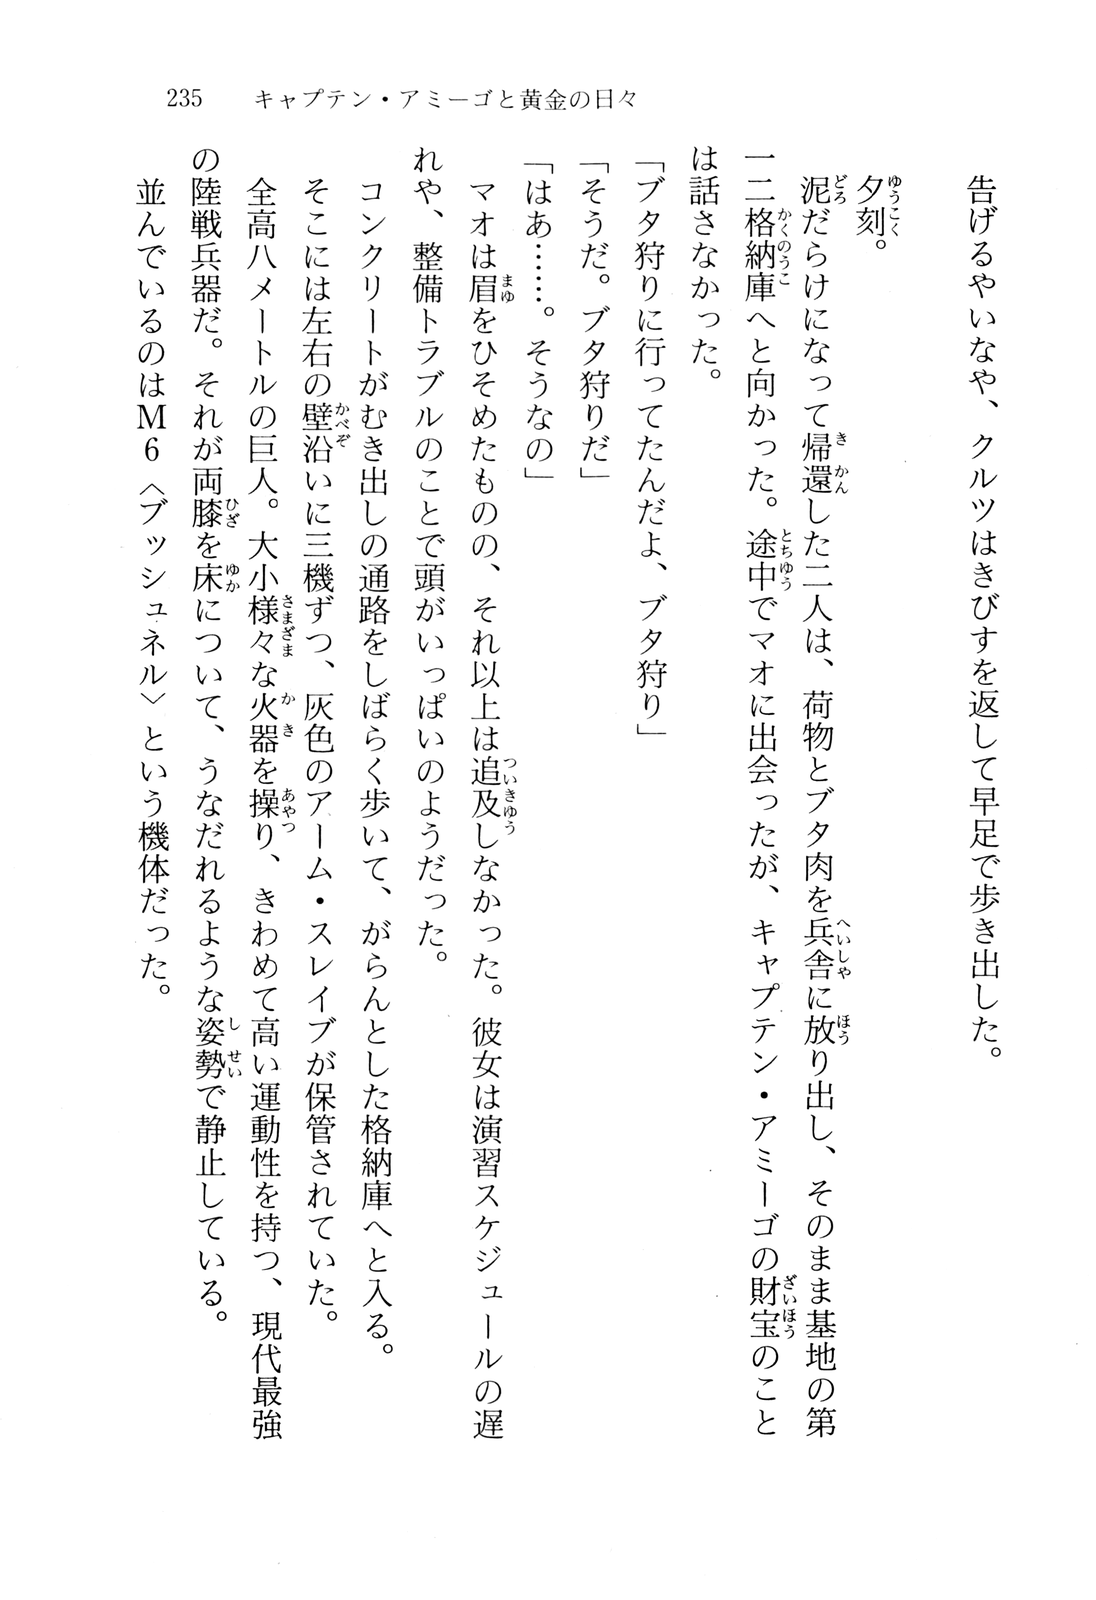 235　キャプテン・アミーゴと黄金の日々
告げるやいなや、クルツはきびすを返して早足で歩き出した。
夕刻。
泥だらけになって帰還した二人は、荷物とブタ肉を兵舎に放り出し、そのまま基地の第
一二格納庫へと向かった。途中でマオに出会ったが、キャプテン・アミーゴの財宝のこと
は話さなかった。
「ブタ狩りに行ってたんだよ、ブタ狩り」
「そうだ。ブタ狩りだ」
「はあ……。そうなの」
マオは眉をひそめたものの、それ以上は追及しなかった。彼女は演習スケジュールの遅
れや、整備トラブルのことで頭がいっぱいのようだった。
コンクリートがむき出しの通路をしばらく歩いて、がらんとした格納庫へと入る。
そこには左右の壁沿いに三機ずつ、灰色のアーム・スレイブが保管されていた。
全高八メートルの巨人。大小様々な火器を操り、きわめて高い運動性を持つ、現代最強
の陸戦兵器だ。それが両膝を床について、うなだれるような姿勢で静止している。
並んでいるのはM6〈ブッシュネル〉という機体だった。